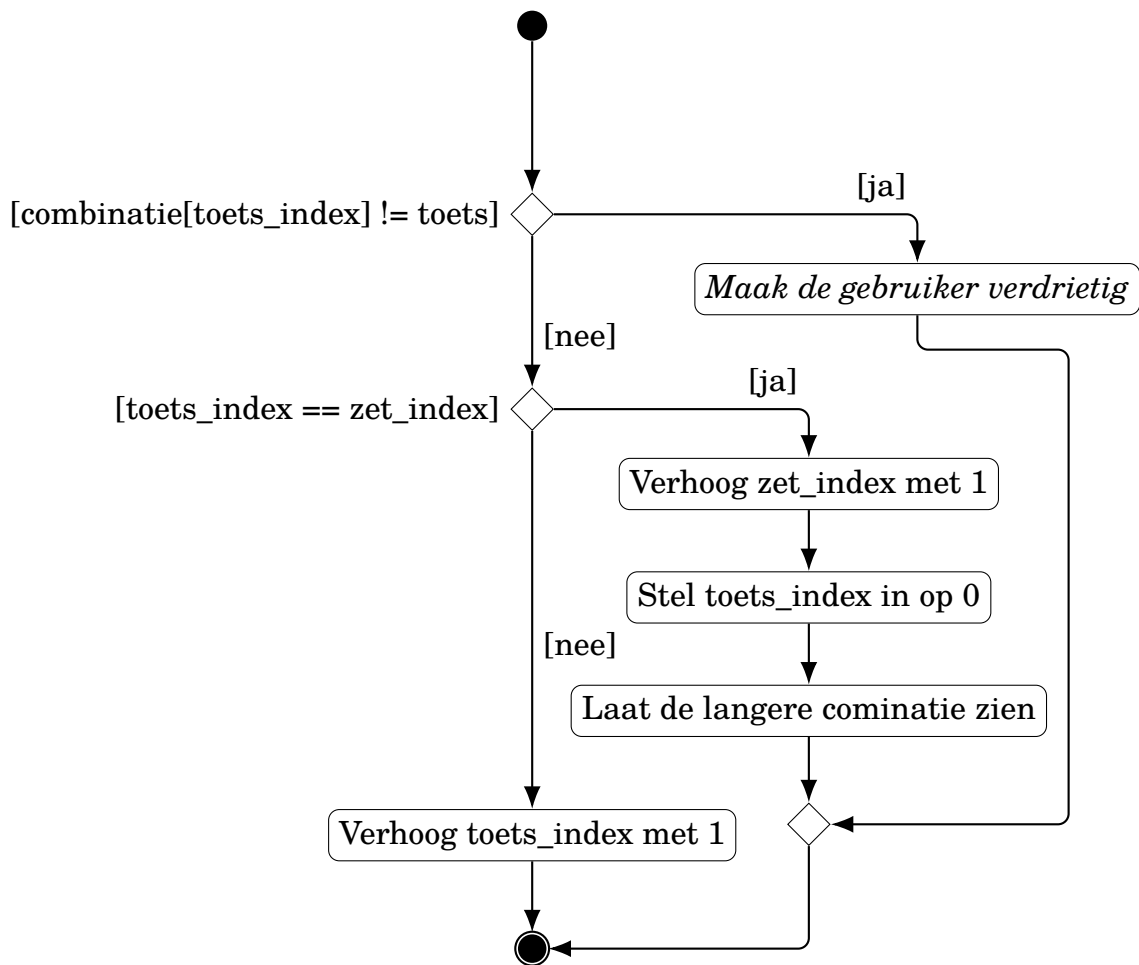 [ja]
[combinatie[toets_index] != toets]
Maak de gebruiker verdrietig
[nee]
[ja]
[toets_index == zet_index]
Verhoog zet_index met 1
Stel toets_index in op 0
[nee]
Laat de langere cominatie zien
Verhoog toets_index met 1